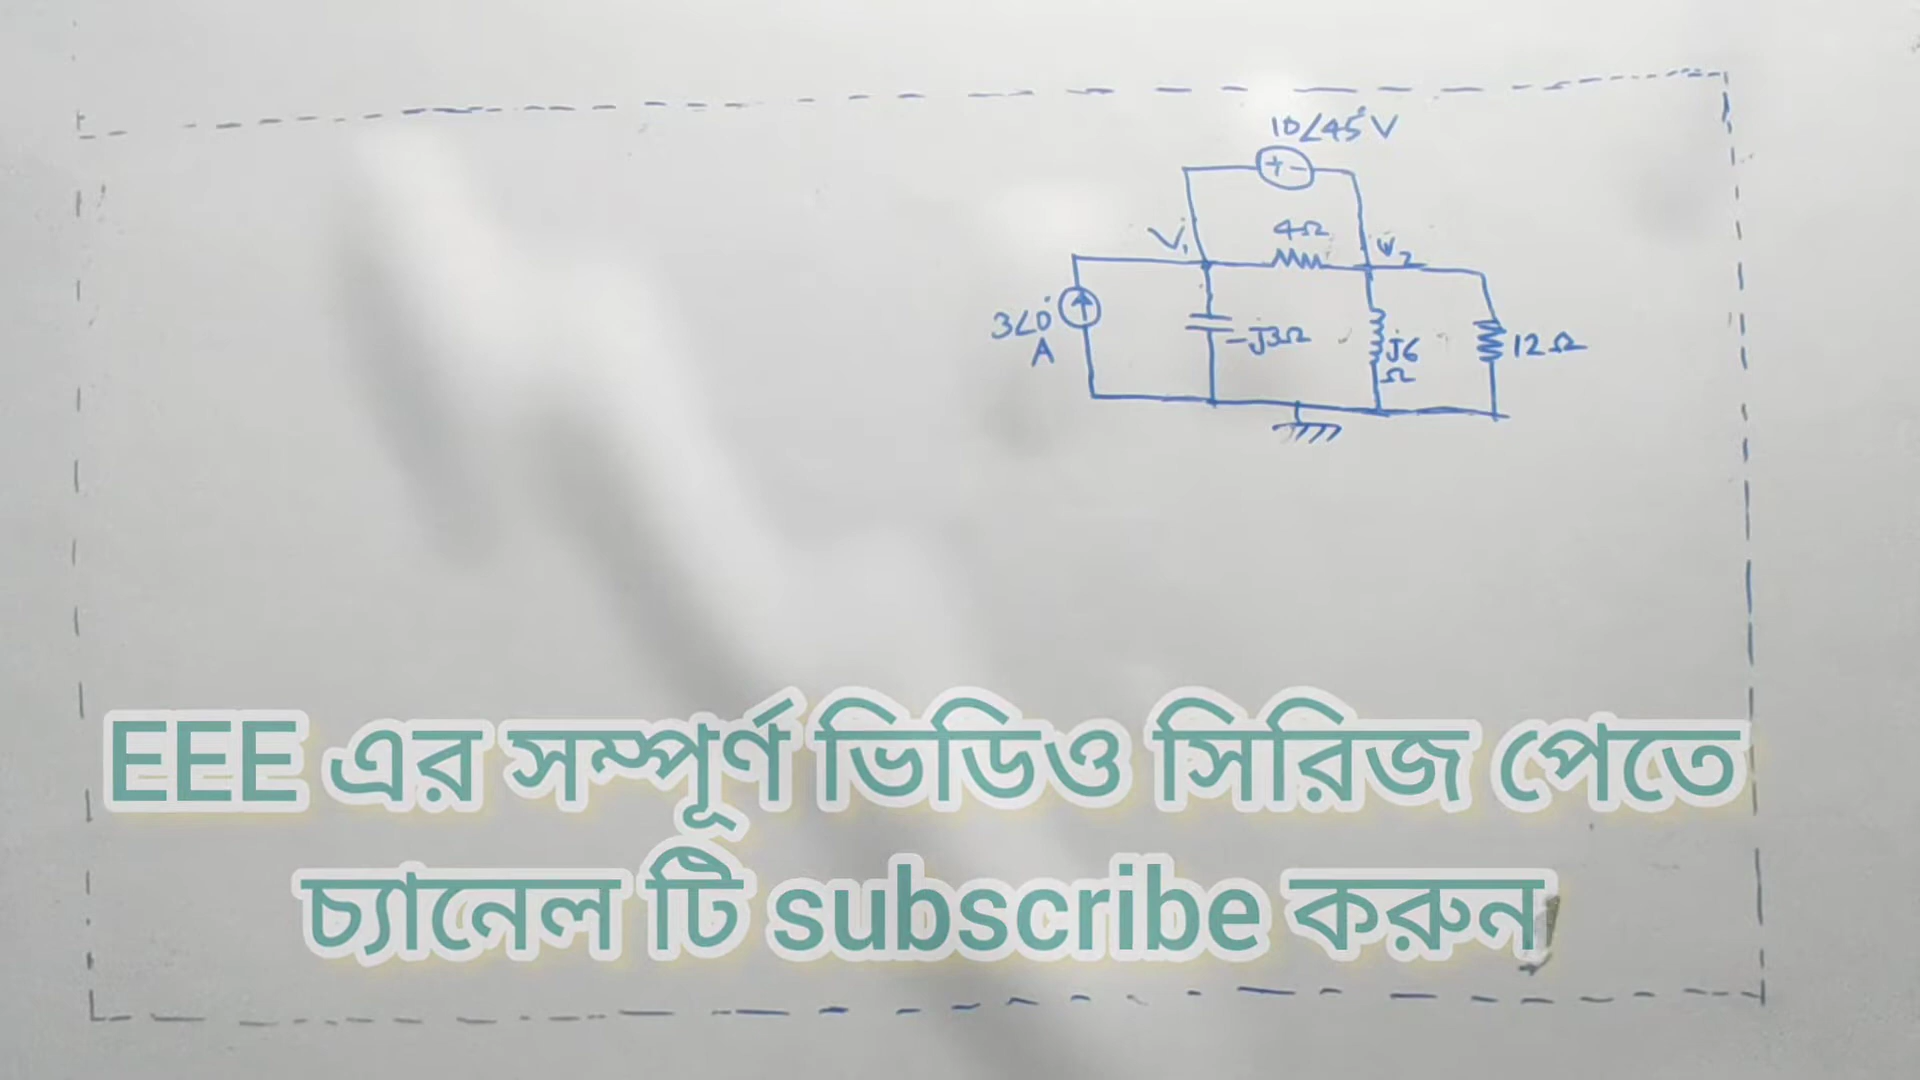 10∠45° V
4Ω
V₁
V₂
3∠0°
A
-j3Ω
j6
Ω
12Ω
EEE এর সম্পূর্ণ ভিডিও সিরিজ পেতে
চ্যানেল টি subscribe করুন